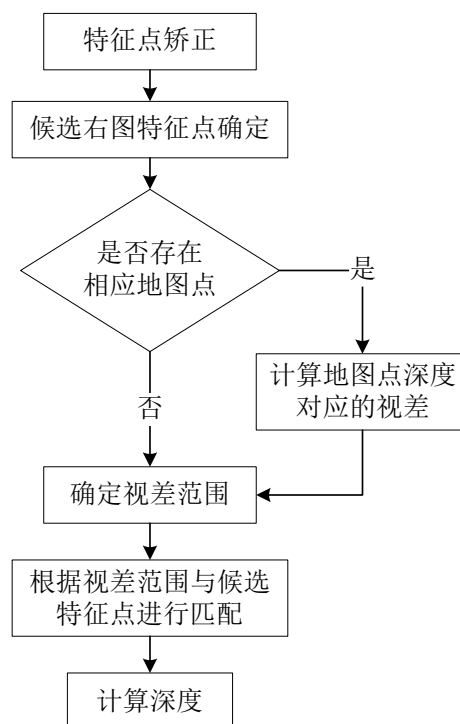 特征点矫正
候选右图特征点确定
是否存在
相应地图点
是
计算地图点深度
对应的视差
否
确定视差范围
根据视差范围与候选
特征点进行匹配
计算深度